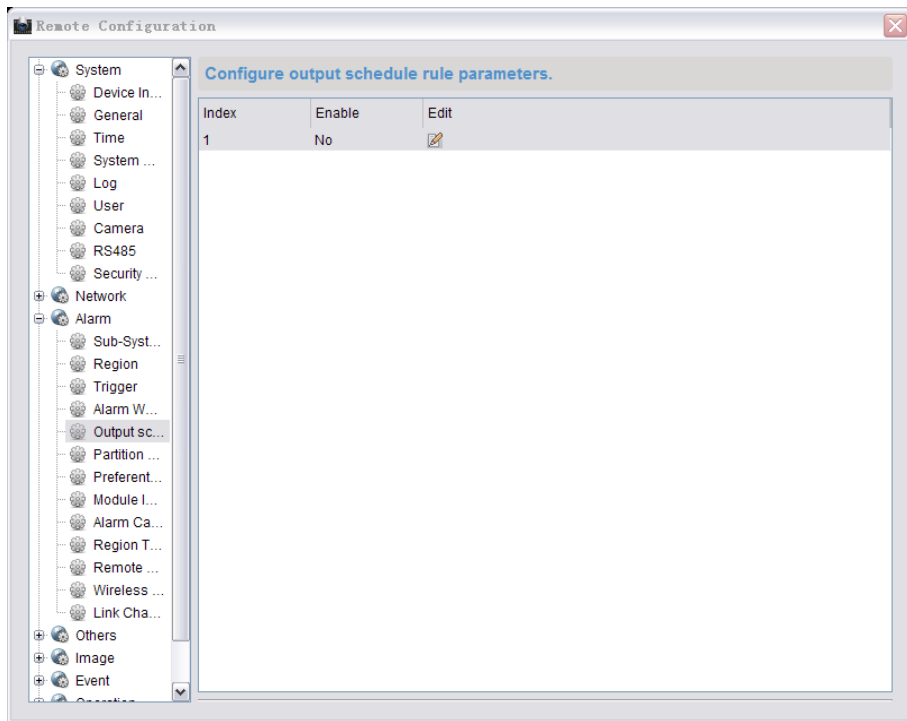 Remote Configuration
System
Device In...
General
Time
System ...
Log
User
Camera
RS485
Security ...
Network
Alarm
Sub-Syst...
Region
Trigger
Alarm W...
Output sc...
Partition ...
Preferent...
Module I...
Alarm Ca...
Region T...
Remote ...
Wireless ...
Link Cha...
Others
Image
Event
Operation
Configure output schedule rule parameters.
Index Enable Edit
1 No